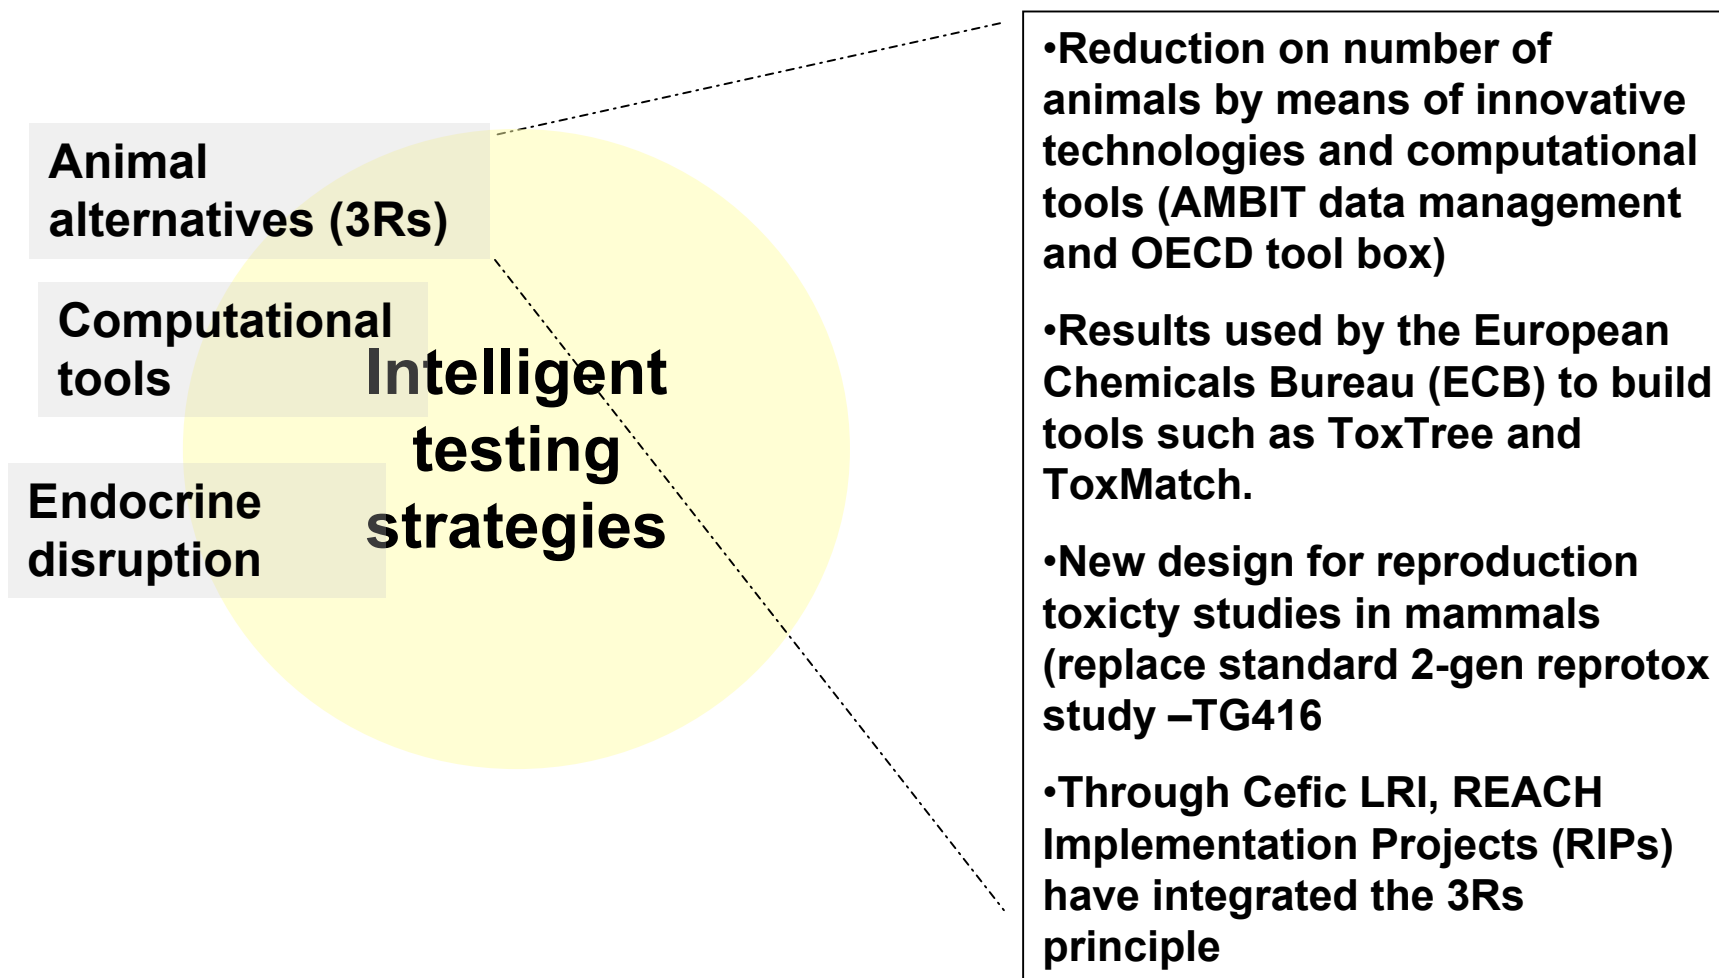 Animal
alternatives (3Rs)
Computational
tools
Endocrine
disruption
Intelligent
testing
strategies
•Reduction on number of
animals by means of innovative
technologies and computational
tools (AMBIT data management
and OECD tool box)
•Results used by the European
Chemicals Bureau (ECB) to build
tools such as ToxTree and
ToxMatch.
•New design for reproduction
toxicty studies in mammals
(replace standard 2-gen reprotox
study –TG416
•Through Cefic LRI, REACH
Implementation Projects (RIPs)
have integrated the 3Rs
principle